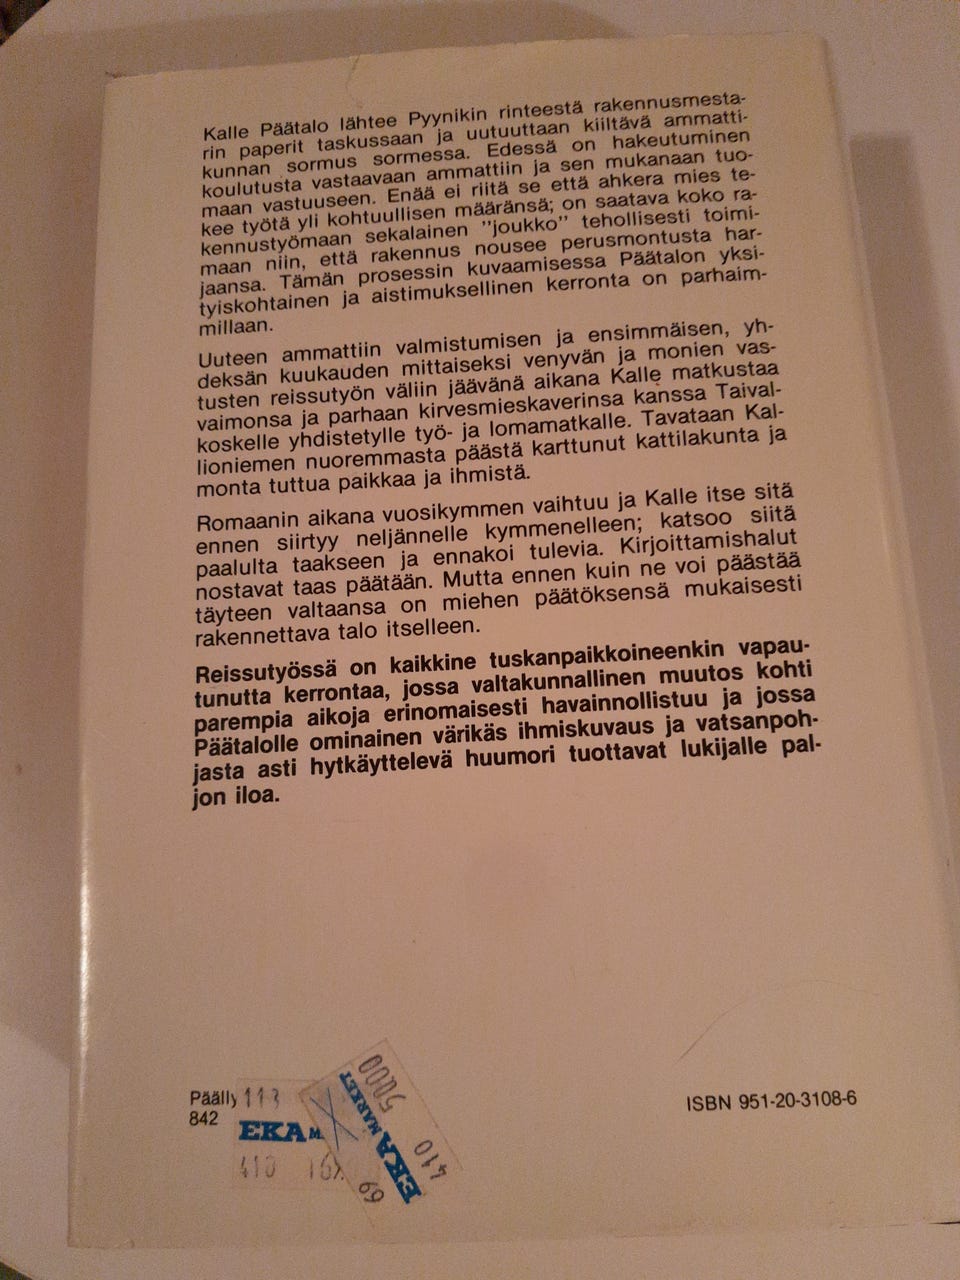 Kalle Päätalo lähtee Pyynikin rinteestä rakennusmesta-
rin paperit taskussaan ja uutuuttaan kiiltävä ammatti-
kunnan sormus sormessa. Edessä on hakeutuminen
koulutusta vastaavaan ammattiin ja sen mukanaan tuo-
maan vastuuseen. Enää ei riitä se että ahkera mies te-
kee työtä yli kohtuullisen määränsä; on saatava koko ra-
kennustyömaan sekalainen "joukko" tehollisesti toimi-
maan niin, että rakennus nousee perusmontusta har-
jaansa. Tämän prosessin kuvaamisessa Päätalon yksi-
tyiskohtainen ja aistimuksellinen kerronta on parhaim-
millaan.
Uuteen ammattiin valmistumisen ja ensimmäisen, yh-
deksän kuukauden mittaiseksi venyvän ja monien vas-
tusten reissutyön väliin jäävänä aikana Kalle matkustaa
vaimonsa ja parhaan kirvesmieskaverinsa kanssa Taival-
koskelle yhdistetylle työ- ja lomamatkalle. Tavataan Kal-
lioniemen nuoremmasta päästä karttunut kattilakunta ja
monta tuttua paikkaa ja ihmistä.
Romaanin aikana vuosikymmen vaihtuu ja Kalle itse sitä
ennen siirtyy neljännelle kymmenelleen; katsoo siitä
paalulta taakseen ja ennakoi tulevia. Kirjoittamishalut
nostavat taas päätään. Mutta ennen kuin ne voi päästää
täyteen valtaansa on miehen päätöksensä mukaisesti
rakennettava talo itselleen.
Reissutyössä on kaikkine tuskanpaikkoineenkin vapau-
tunutta kerrontaa, jossa valtakunnallinen muutos kohti
parempia aikoja erinomaisesti havainnollistuu ja jossa
Päätalolle ominainen värikäs ihmiskuvaus ja vatsanpoh-
jasta asti hytkäyttelevä huumori tuottavat lukijalle pal-
jon iloa.
Päälly
842
EKA M
410
EKA MARKET
5000
410
69
ISBN 951-20-3108-6